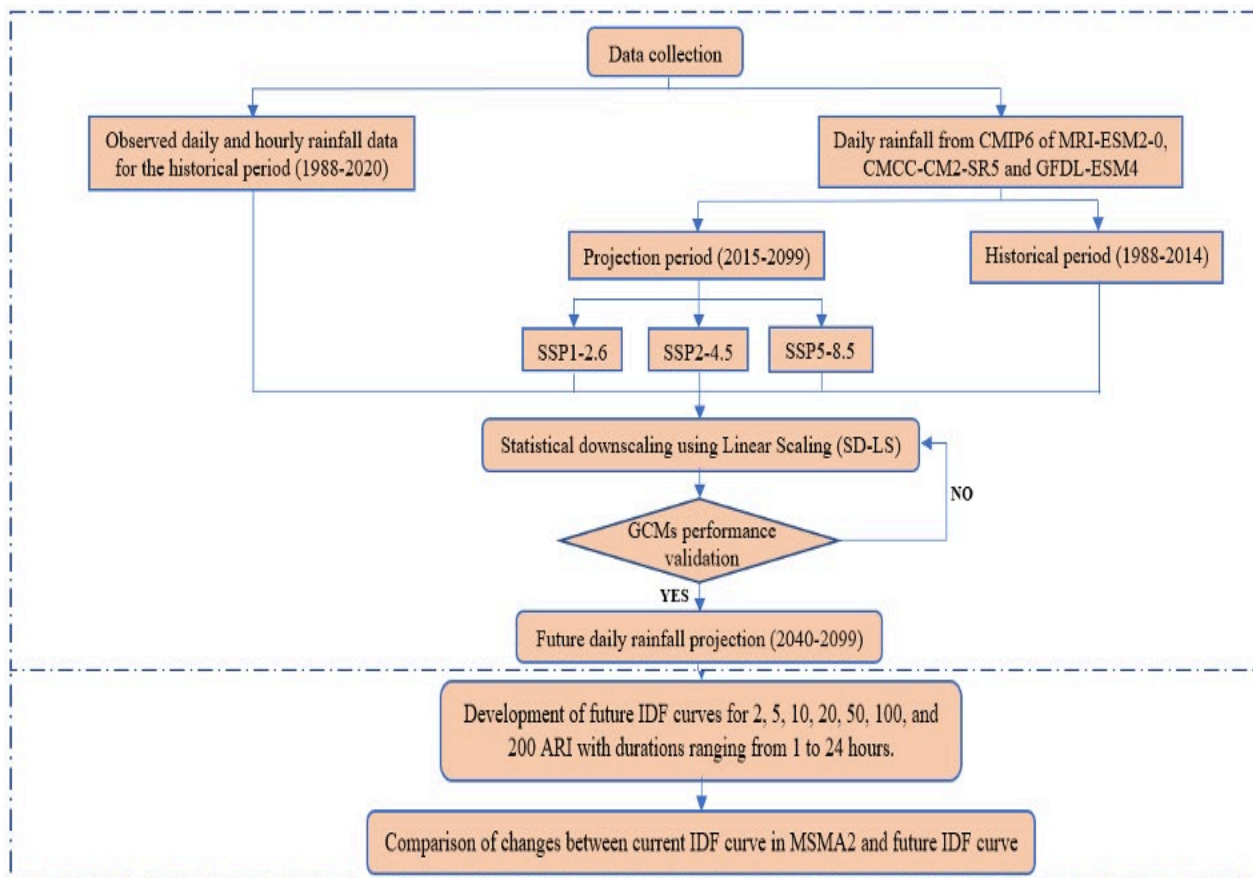 Data collection
Observed daily and hourly rainfall data
for the historical period (1988-2020)
Daily rainfall from CMIP6 of MRI-ESM2-0,
CMCC-CM2-SR5 and GFDL-ESM4
Projection period (2015-2099)
Historical period (1988-2014)
SSP1-2.6
SSP2-4.5
SSP5-8.5
Statistical downscaling using Linear Scaling (SD-LS)
NO
GCMs performance
validation
YES
Future daily rainfall projection (2040-2099)
Development of future IDF curves for 2, 5, 10, 20, 50, 100, and
200 ARI with durations ranging from 1 to 24 hours.
Comparison of changes between current IDF curve in MSMA2 and future IDF curve